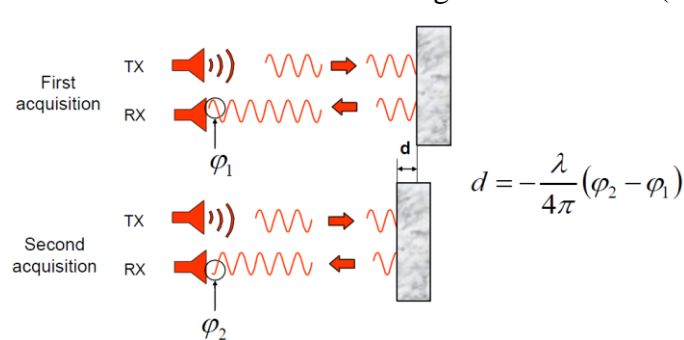 TX
First
acquisition
RX
φ₁
d
d = -λ/4π (φ₂ - φ₁)
TX
Second
acquisition
RX
φ₂